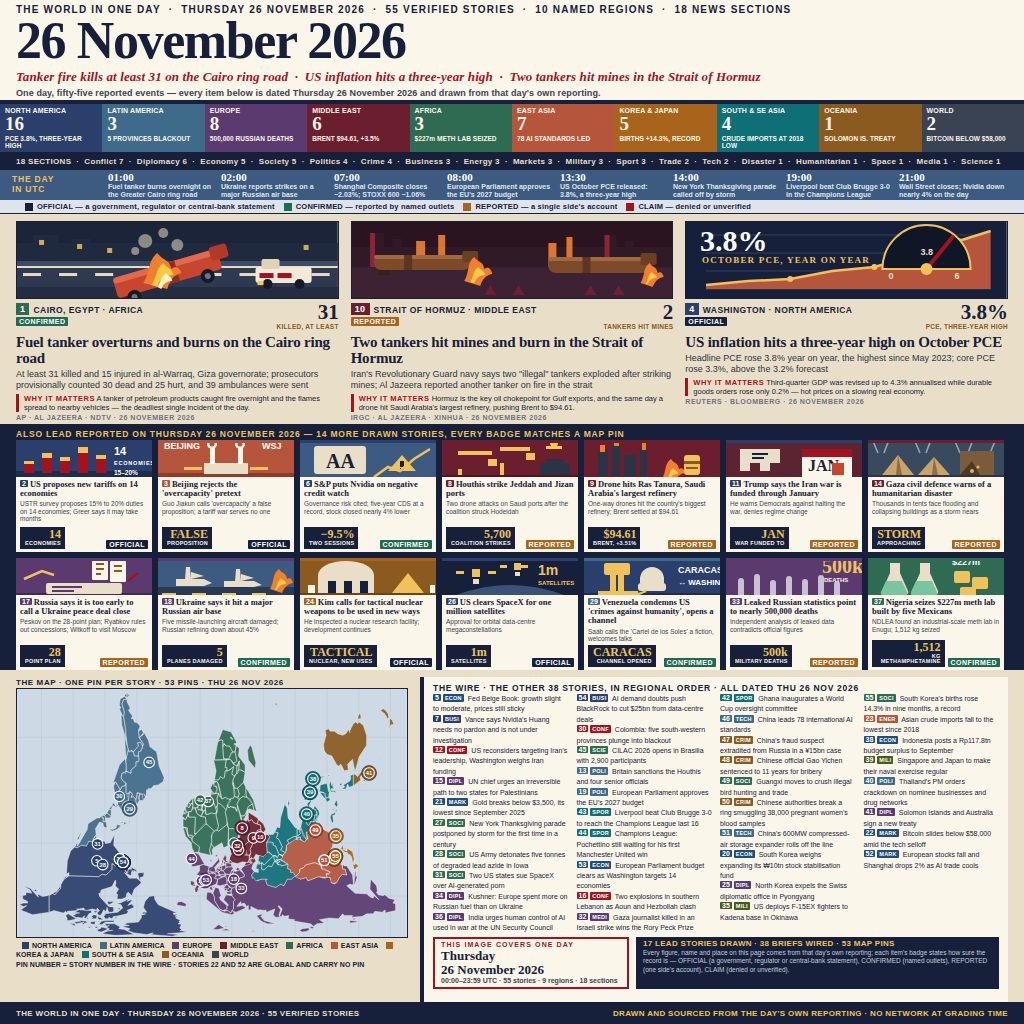 THE WORLD IN ONE DAY · THURSDAY 26 NOVEMBER 2026 · 55 VERIFIED STORIES · 10 NAMED REGIONS · 18 NEWS SECTIONS
26 November 2026
Tanker fire kills at least 31 on the Cairo ring road · US inflation hits a three-year high · Two tankers hit mines in the Strait of Hormuz
One day, fifty-five reported events — every item below is dated Thursday 26 November 2026 and drawn from that day's own reporting.
NORTH AMERICA
16
PCE 3.8%, THREE-YEAR HIGH
LATIN AMERICA
3
5 PROVINCES BLACKOUT
EUROPE
8
500,000 RUSSIAN DEATHS
MIDDLE EAST
6
BRENT $94.61, +3.5%
AFRICA
3
$227m METH LAB SEIZED
EAST ASIA
7
78 AI STANDARDS LED
KOREA & JAPAN
5
BIRTHS +14.3%, RECORD
SOUTH & SE ASIA
4
CRUDE IMPORTS AT 2018 LOW
OCEANIA
1
SOLOMON IS. TREATY
WORLD
2
BITCOIN BELOW $58,000
18 SECTIONS · Conflict 7 · Diplomacy 6 · Economy 5 · Society 5 · Politics 4 · Crime 4 · Business 3 · Energy 3 · Markets 3 · Military 3 · Sport 3 · Trade 2 · Tech 2 · Disaster 1 · Humanitarian 1 · Space 1 · Media 1 · Science 1
THE DAY
IN UTC
01:00
Fuel tanker burns overnight on
the Greater Cairo ring road
02:00
Ukraine reports strikes on a
major Russian air base
07:00
Shanghai Composite closes
−2.03%; STOXX 600 −1.06%
08:00
European Parliament approves
the EU's 2027 budget
13:30
US October PCE released:
3.8%, a three-year high
14:00
New York Thanksgiving parade
called off by storm
19:00
Liverpool beat Club Brugge 3-0
in the Champions League
21:00
Wall Street closes; Nvidia down
nearly 4% on the day
OFFICIAL — a government, regulator or central-bank statement CONFIRMED — reported by named outlets REPORTED — a single side's account CLAIM — denied or unverified
3.8%
OCTOBER PCE, YEAR ON YEAR
3.8
0 6
1 CAIRO, EGYPT · AFRICA
CONFIRMED
31
KILLED, AT LEAST
Fuel tanker overturns and burns on the Cairo ring
road
At least 31 killed and 15 injured in al-Warraq, Giza governorate; prosecutors
provisionally counted 30 dead and 25 hurt, and 39 ambulances were sent
WHY IT MATTERS A tanker of petroleum products caught fire overnight and the flames
spread to nearby vehicles — the deadliest single incident of the day.
AP · AL JAZEERA · NDTV · 26 NOVEMBER 2026
10 STRAIT OF HORMUZ · MIDDLE EAST
REPORTED
2
TANKERS HIT MINES
Two tankers hit mines and burn in the Strait of
Hormuz
Iran's Revolutionary Guard navy says two "illegal" tankers exploded after striking
mines; Al Jazeera reported another tanker on fire in the strait
WHY IT MATTERS Hormuz is the key oil chokepoint for Gulf exports, and the same day a
drone hit Saudi Arabia's largest refinery, pushing Brent to $94.61.
IRGC · AL JAZEERA · XINHUA · 26 NOVEMBER 2026
4 WASHINGTON · NORTH AMERICA
OFFICIAL
3.8%
PCE, THREE-YEAR HIGH
US inflation hits a three-year high on October PCE
Headline PCE rose 3.8% year on year, the highest since May 2023; core PCE
rose 3.3%, above the 3.2% forecast
WHY IT MATTERS Third-quarter GDP was revised up to 4.3% annualised while durable
goods orders rose only 0.2% — hot prices on a slowing real economy.
REUTERS · BLOOMBERG · 26 NOVEMBER 2026
ALSO LEAD REPORTED ON THURSDAY 26 NOVEMBER 2026 — 14 MORE DRAWN STORIES, EVERY BADGE MATCHES A MAP PIN
14
ECONOMIES
15–20%
2 US proposes new tariffs on 14
economies
USTR survey proposes 15% to 20% duties
on 14 economies; Greer says it may take
months
14
ECONOMIES
OFFICIAL
BEIJING WSJ
3 Beijing rejects the
'overcapacity' pretext
Guo Jiakun calls 'overcapacity' a false
proposition; a tariff war serves no one
FALSE
PROPOSITION
OFFICIAL
AA
6 S&P puts Nvidia on negative
credit watch
Governance risk cited; five-year CDS at a
record, stock closed nearly 4% lower
−9.5%
TWO SESSIONS
CONFIRMED
8 Houthis strike Jeddah and Jizan
ports
Two drone attacks on Saudi ports after the
coalition struck Hodeidah
5,700
COALITION STRIKES
REPORTED
9 Drone hits Ras Tanura, Saudi
Arabia's largest refinery
One-way drones hit the country's biggest
refinery; Brent settled at $94.61
$94.61
BRENT, +3.51%
REPORTED
JAN
11 Trump says the Iran war is
funded through January
He warns Democrats against halting the
war, denies regime change
JAN
WAR FUNDED TO
REPORTED
14 Gaza civil defence warns of a
humanitarian disaster
Thousands in tents face flooding and
collapsing buildings as a storm nears
STORM
APPROACHING
REPORTED
17 Russia says it is too early to
call a Ukraine peace deal close
Peskov on the 28-point plan; Ryabkov rules
out concessions; Witkoff to visit Moscow
28
POINT PLAN
REPORTED
18 Ukraine says it hit a major
Russian air base
Five missile-launching aircraft damaged;
Russian refining down about 45%
5
PLANES DAMAGED
CONFIRMED
24 Kim calls for tactical nuclear
weapons to be used in new ways
He inspected a nuclear research facility;
development continues
TACTICAL
NUCLEAR, NEW USES
OFFICIAL
1m
SATELLITES
26 US clears SpaceX for one
million satellites
Approval for orbital data-centre
megaconstellations
1m
SATELLITES
OFFICIAL
CARACAS
↔ WASHIN
29 Venezuela condemns US
'crimes against humanity', opens a
channel
Saab calls the 'Cartel de los Soles' a fiction,
welcomes talks
CARACAS
CHANNEL OPENED
CONFIRMED
500k
DEATHS
33 Leaked Russian statistics point
to nearly 500,000 deaths
Independent analysis of leaked data
contradicts official figures
500k
MILITARY DEATHS
REPORTED
$227m
37 Nigeria seizes $227m meth lab
built by five Mexicans
NDLEA found an industrial-scale meth lab in
Enugu; 1,512 kg seized
1,512
KG
METHAMPHETAMINE
CONFIRMED
THE MAP · ONE PIN PER STORY · 53 PINS · THU 26 NOV 2026
NORTH AMERICA LATIN AMERICA EUROPE MIDDLE EAST AFRICA EAST ASIA
KOREA & JAPAN SOUTH & SE ASIA OCEANIA WORLD
PIN NUMBER = STORY NUMBER IN THE WIRE · STORIES 22 AND 52 ARE GLOBAL AND CARRY NO PIN
THE WIRE · THE OTHER 38 STORIES, IN REGIONAL ORDER · ALL DATED THU 26 NOV 2026
5 ECON Fed Beige Book: growth slight
to moderate, prices still sticky
7 BUSI Vance says Nvidia's Huang
needs no pardon and is not under
investigation
12 CONF US reconsiders targeting Iran's
leadership, Washington weighs Iran
funding
15 DIPL UN chief urges an irreversible
path to two states for Palestinians
21 MARK Gold breaks below $3,500, its
lowest since September 2025
27 SOCI New York Thanksgiving parade
postponed by storm for the first time in a
century
28 SOCI US Army detonates five tonnes
of degraded lead azide in Iowa
31 SOCI Two US states sue SpaceX
over AI-generated porn
34 DIPL Kushner: Europe spent more on
Russian fuel than on Ukraine
36 DIPL India urges human control of AI
used in war at the UN Security Council
54 BUSI AI demand doubts push
BlackRock to cut $25bn from data-centre
deals
30 CONF Colombia: five south-western
provinces plunge into blackout
45 SCIE CILAC 2026 opens in Brasilia
with 2,900 participants
13 POLI Britain sanctions the Houthis
and four senior officials
19 POLI European Parliament approves
the EU's 2027 budget
43 SPOR Liverpool beat Club Brugge 3-0
to reach the Champions League last 16
44 SPOR Champions League:
Pochettino still waiting for his first
Manchester United win
53 ECON European Parliament budget
clears as Washington targets 14
economies
16 CONF Two explosions in southern
Lebanon as Aoun and Hezbollah clash
32 MEDI Gaza journalist killed in an
Israeli strike wins the Rory Peck Prize
42 SPOR Ghana inaugurates a World
Cup oversight committee
46 TECH China leads 78 international AI
standards
47 CRIM China's fraud suspect
extradited from Russia in a ¥15bn case
48 CRIM Chinese official Gao Yichen
sentenced to 11 years for bribery
49 SOCI Guangxi moves to crush illegal
bird hunting and trade
50 CRIM Chinese authorities break a
ring smuggling 38,000 pregnant women's
blood samples
51 TECH China's 600MW compressed-
air storage expander rolls off the line
20 ECON South Korea weighs
expanding its ₩10tn stock stabilisation
fund
25 DIPL North Korea expels the Swiss
diplomatic office in Pyongyang
35 MILI US deploys F-15EX fighters to
Kadena base in Okinawa
55 SOCI South Korea's births rose
14.3% in nine months, a record
23 ENER Asian crude imports fall to the
lowest since 2018
38 ECON Indonesia posts a Rp117.8tn
budget surplus to September
39 MILI Singapore and Japan to make
their naval exercise regular
40 POLI Thailand's PM orders
crackdown on nominee businesses and
drug networks
41 DIPL Solomon Islands and Australia
sign a new treaty
22 MARK Bitcoin slides below $58,000
amid the tech selloff
52 MARK European stocks fall and
Shanghai drops 2% as AI trade cools
THIS IMAGE COVERS ONE DAY
Thursday
26 November 2026
00:00–23:59 UTC · 55 stories · 9 regions · 18 sections
17 LEAD STORIES DRAWN · 38 BRIEFS WIRED · 53 MAP PINS
Every figure, name and place on this page comes from that day's own reporting; each item's badge states how sure the
record is — OFFICIAL (a government, regulator or central-bank statement), CONFIRMED (named outlets), REPORTED
(one side's account), CLAIM (denied or unverified).
THE WORLD IN ONE DAY · THURSDAY 26 NOVEMBER 2026 · 55 VERIFIED STORIES
DRAWN AND SOURCED FROM THE DAY'S OWN REPORTING · NO NETWORK AT GRADING TIME